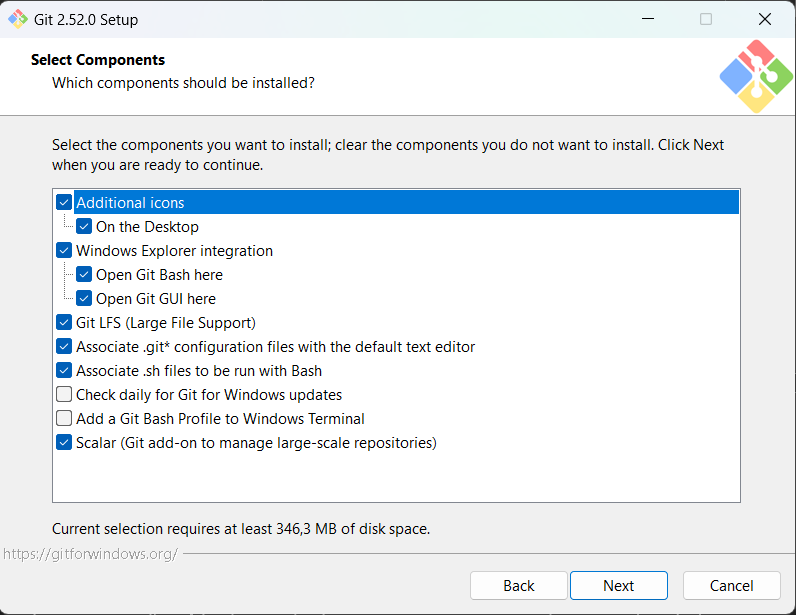 Git 2.52.0 Setup
Select Components
Which components should be installed?
Select the components you want to install; clear the components you do not want to install. Click Next
when you are ready to continue.
Additional icons
On the Desktop
Windows Explorer integration
Open Git Bash here
Open Git GUI here
Git LFS (Large File Support)
Associate .git* configuration files with the default text editor
Associate .sh files to be run with Bash
Check daily for Git for Windows updates
Add a Git Bash Profile to Windows Terminal
Scalar (Git add-on to manage large-scale repositories)
Current selection requires at least 346,3 MB of disk space.
https://gitforwindows.org/
Back Next Cancel